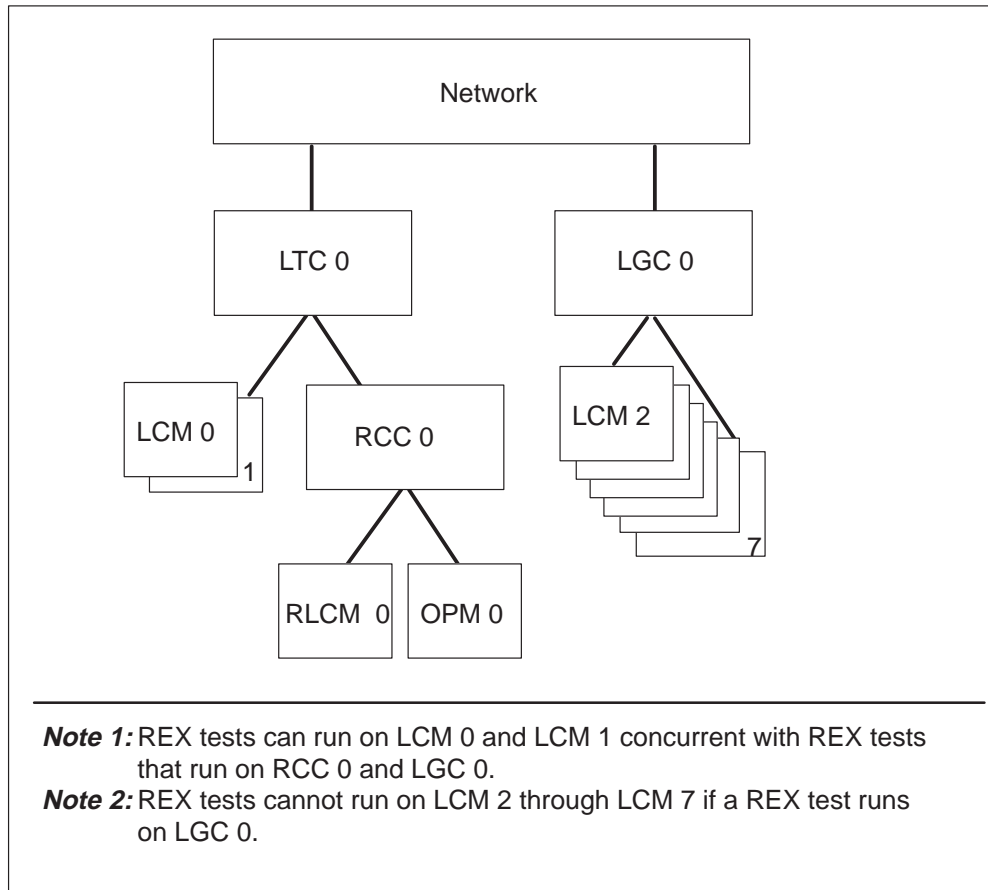 Network
LTC 0
LGC 0
LCM 0
1
RCC 0
LCM 2
7
RLCM 0
OPM 0
Note 1: REX tests can run on LCM 0 and LCM 1 concurrent with REX tests
that run on RCC 0 and LGC 0.
Note 2: REX tests cannot run on LCM 2 through LCM 7 if a REX test runs
on LGC 0.